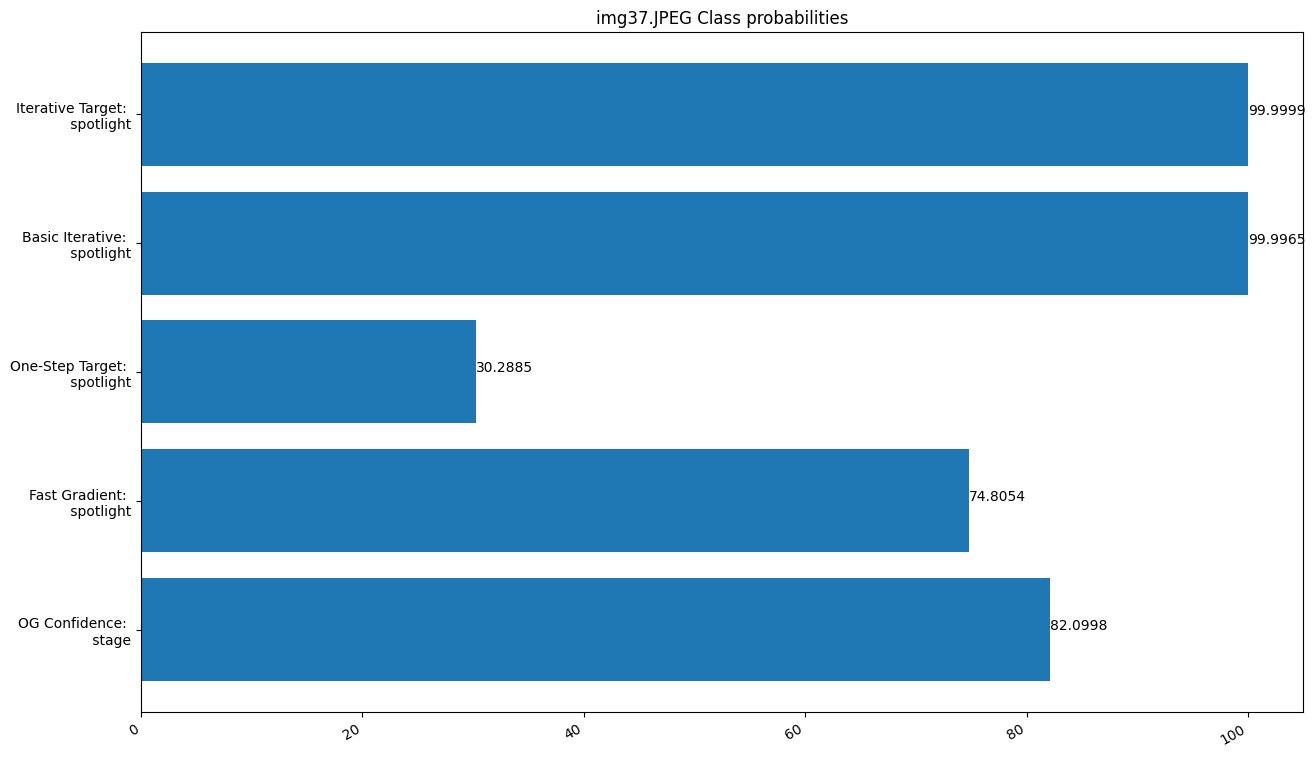 img37.JPEG Class probabilities
Iterative Target:
spotlight
99.9999
Basic Iterative:
spotlight
99.9965
One-Step Target:
spotlight
30.2885
Fast Gradient:
spotlight
74.8054
OG Confidence:
stage
82.0998
0
20
40
60
80
100